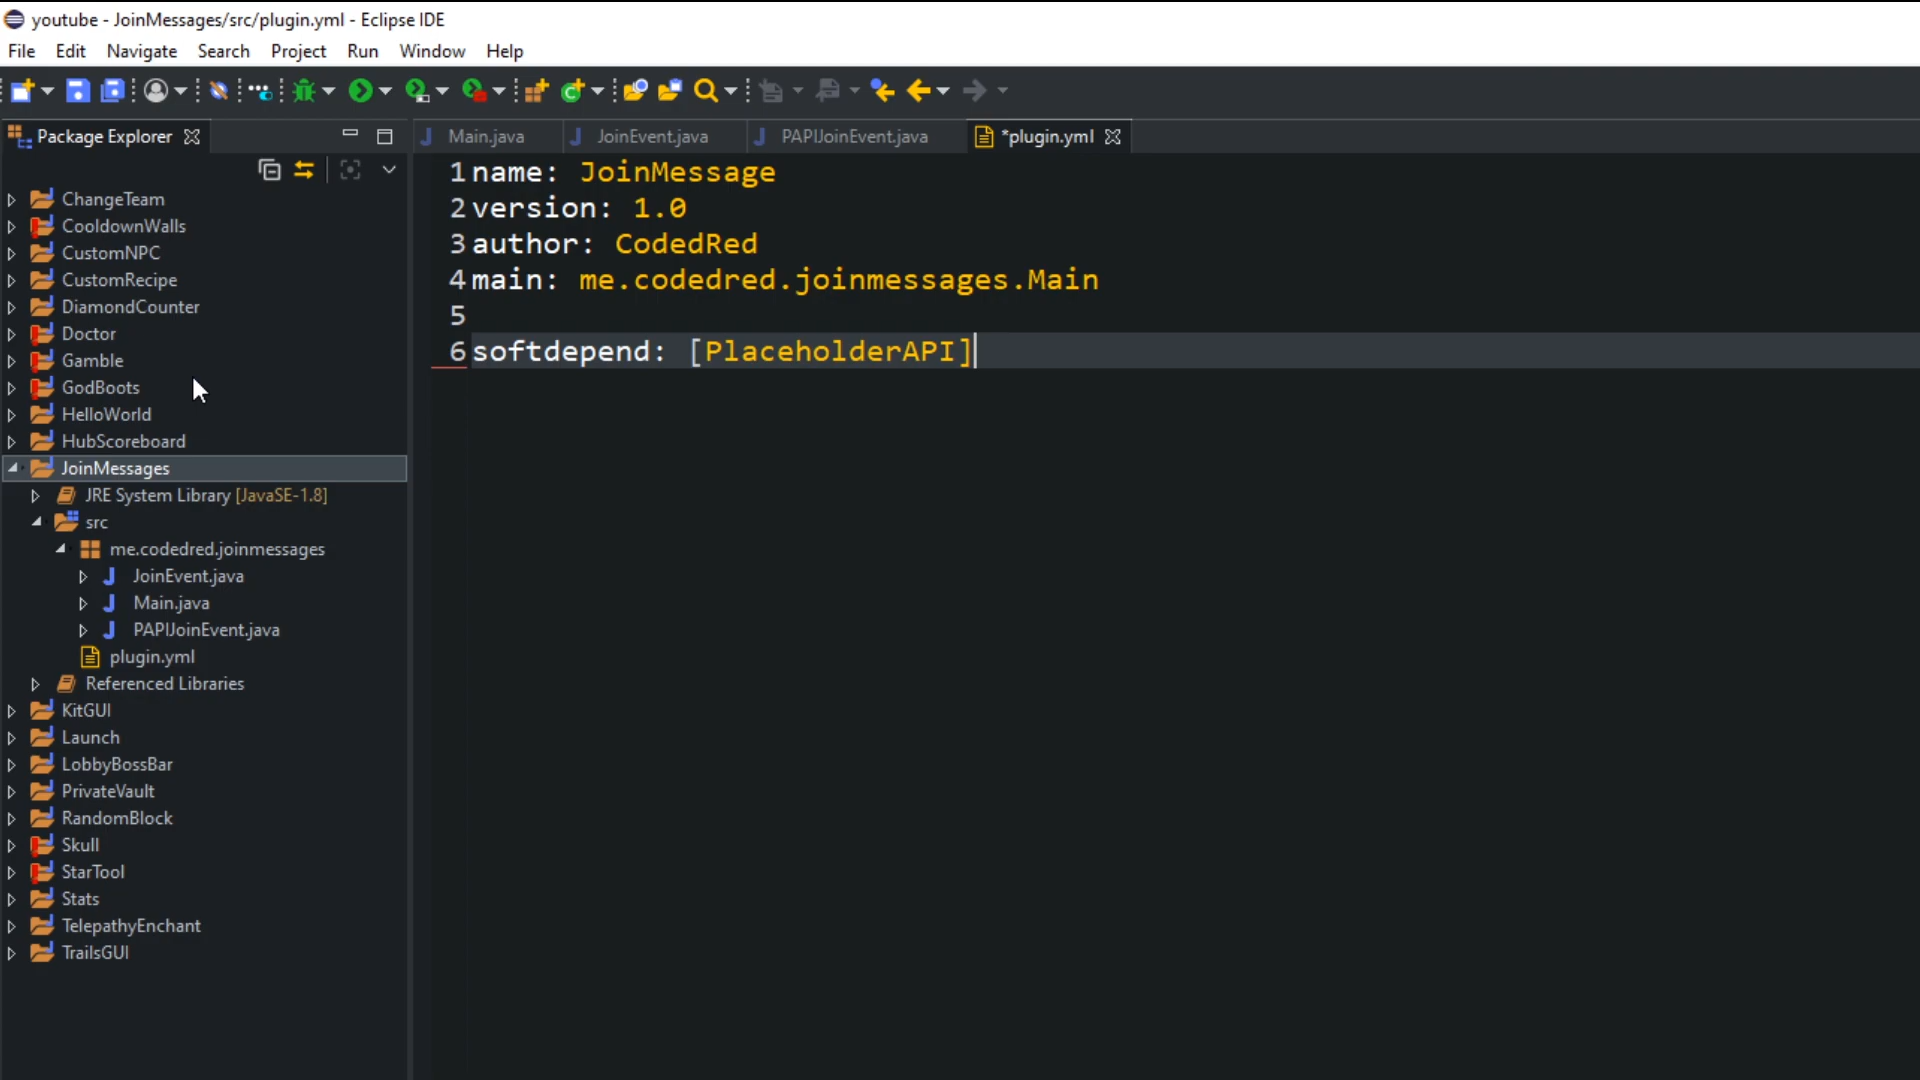 youtube - JoinMessages/src/plugin.yml - Eclipse IDE
File Edit Navigate Search Project Run Window Help
Package Explorer
Main.java JoinEvent.java PAPIJoinEvent.java *plugin.yml
ChangeTeam
CooldownWalls
CustomNPC
CustomRecipe
DiamondCounter
Doctor
Gamble
GodBoots
HelloWorld
HubScoreboard
JoinMessages
JRE System Library [JavaSE-1.8]
src
me.codedred.joinmessages
JoinEvent.java
Main.java
PAPIJoinEvent.java
plugin.yml
Referenced Libraries
KitGUI
Launch
LobbyBossBar
PrivateVault
RandomBlock
Skull
StarTool
Stats
TelepathyEnchant
TrailsGUI
1 name: JoinMessage
2 version: 1.0
3 author: CodedRed
4 main: me.codedred.joinmessages.Main
5
6 softdepend: [PlaceholderAPI]